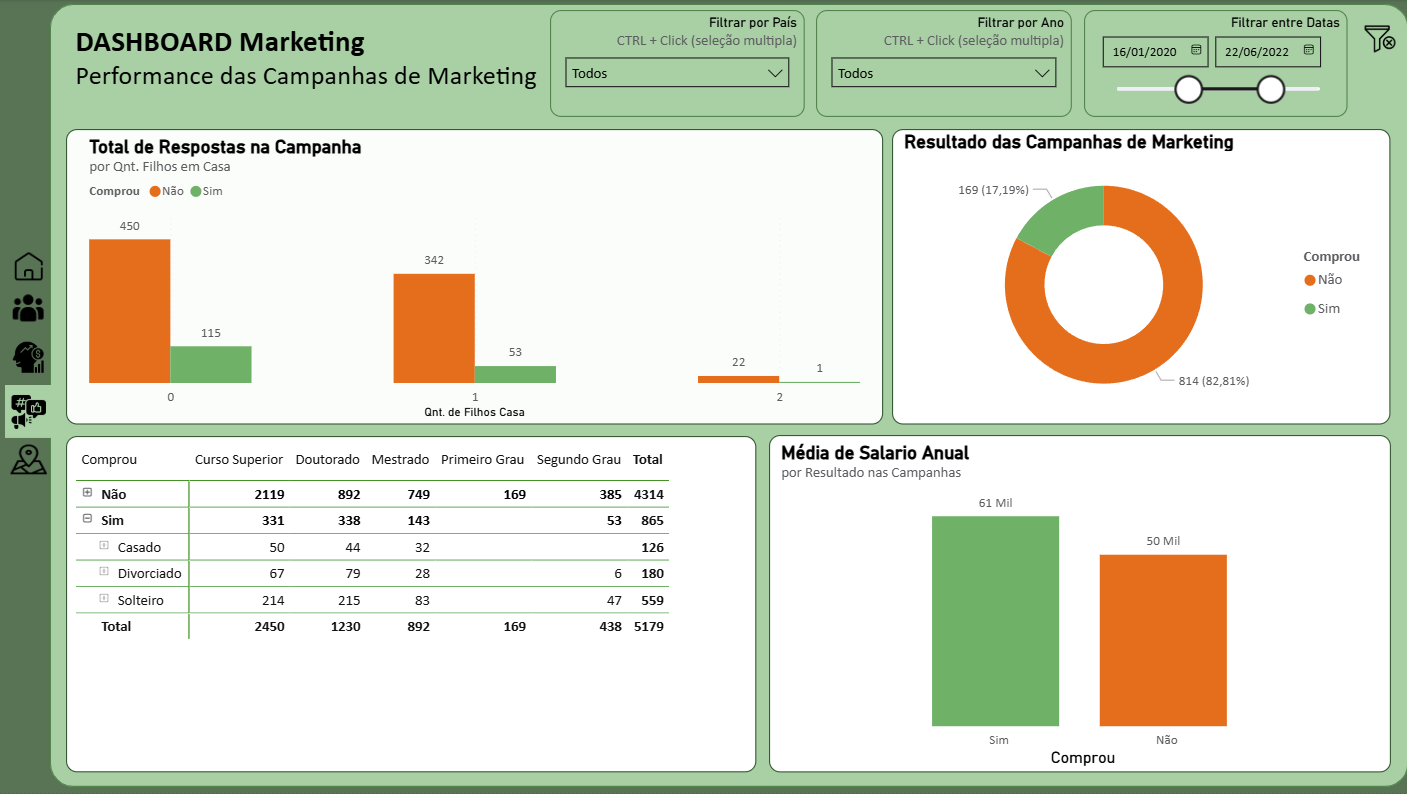 DASHBOARD Marketing
Performance das Campanhas de Marketing
Filtrar por País
CTRL + Click (seleção multipla)
Todos
Filtrar por Ano
CTRL + Click (seleção multipla)
Todos
Filtrar entre Datas
16/01/2020 22/06/2022
Total de Respostas na Campanha
por Qnt. Filhos em Casa
Comprou Não Sim
450
115
342
53
22
1
0 1 2
Qnt. de Filhos Casa
Resultado das Campanhas de Marketing
169 (17,19%)
814 (82,81%)
Comprou
Não
Sim
Comprou Curso Superior Doutorado Mestrado Primeiro Grau Segundo Grau Total
Não 2119 892 749 169 385 4314
Sim 331 338 143 53 865
Casado 50 44 32 126
Divorciado 67 79 28 6 180
Solteiro 214 215 83 47 559
Total 2450 1230 892 169 438 5179
Média de Salario Anual
por Resultado nas Campanhas
61 Mil
50 Mil
Sim Não
Comprou